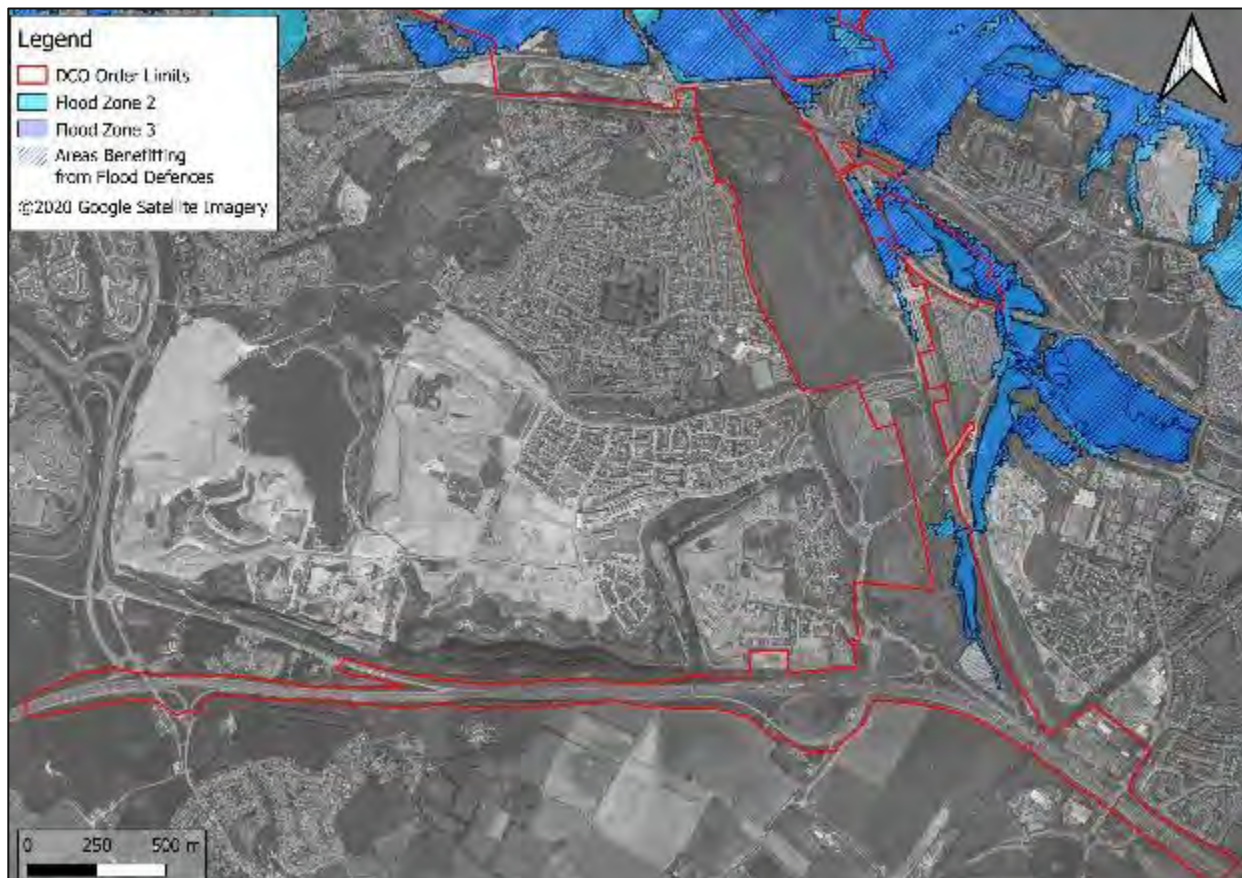 Legend
DCO Order Limits
Flood Zone 2
Flood Zone 3
Areas Benefitting
from Flood Defences
©2020 Google Satellite Imagery
0 250 500 m